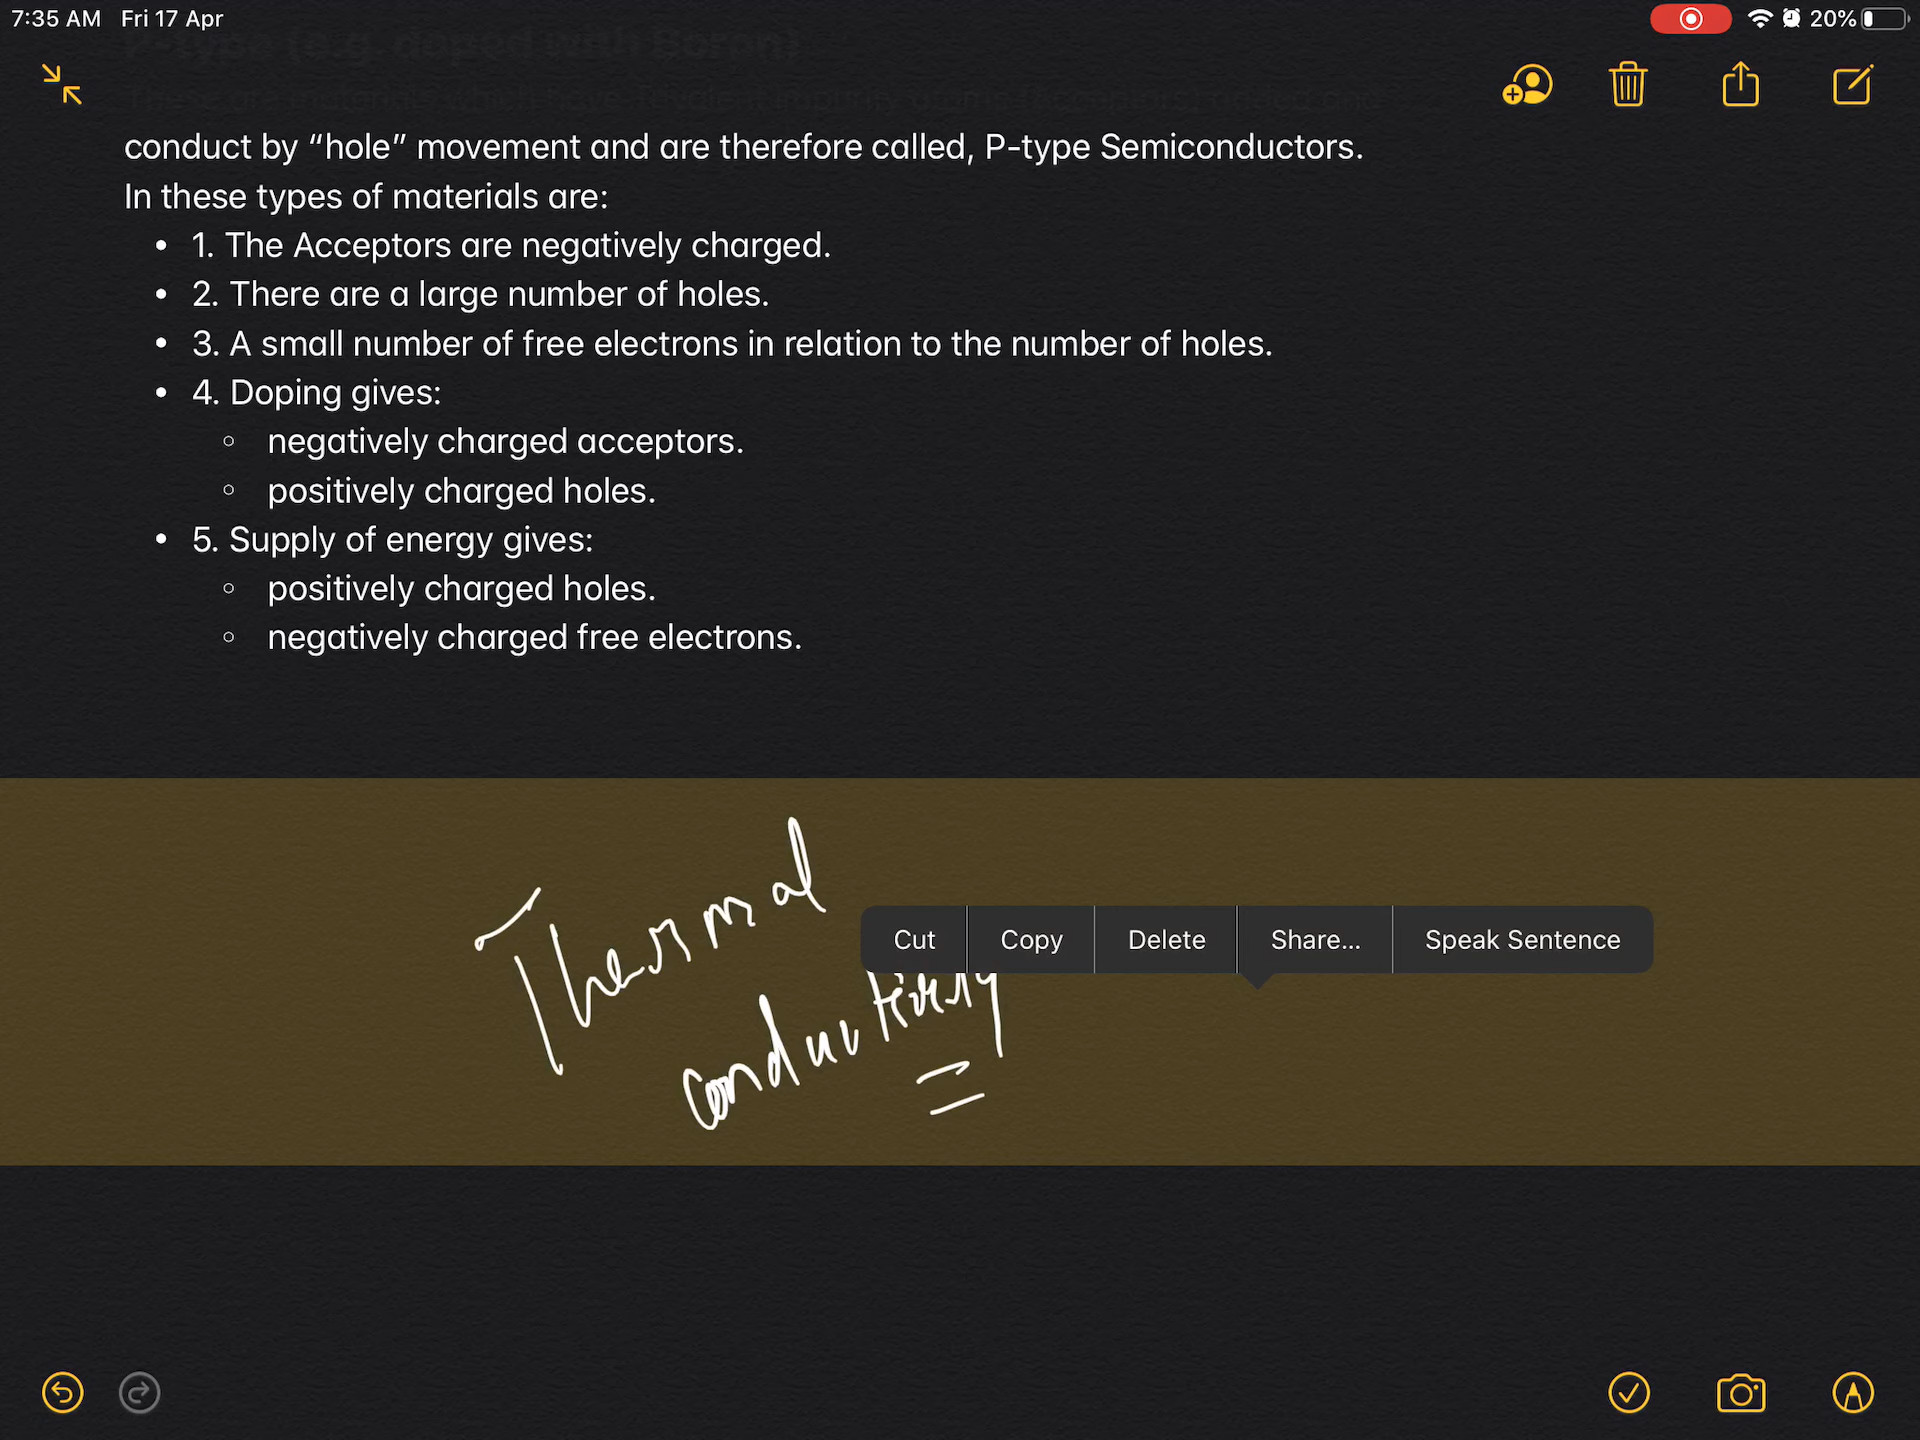 7:35 AM Fri 17 Apr 20%
P-type (e.g. doped with Boron)
conduct by “hole” movement and are therefore called, P-type Semiconductors.
In these types of materials are:
• 1. The Acceptors are negatively charged.
• 2. There are a large number of holes.
• 3. A small number of free electrons in relation to the number of holes.
• 4. Doping gives:
◦ negatively charged acceptors.
◦ positively charged holes.
• 5. Supply of energy gives:
◦ positively charged holes.
◦ negatively charged free electrons.
Thermal
Cut Copy Delete Share... Speak Sentence
conductivity